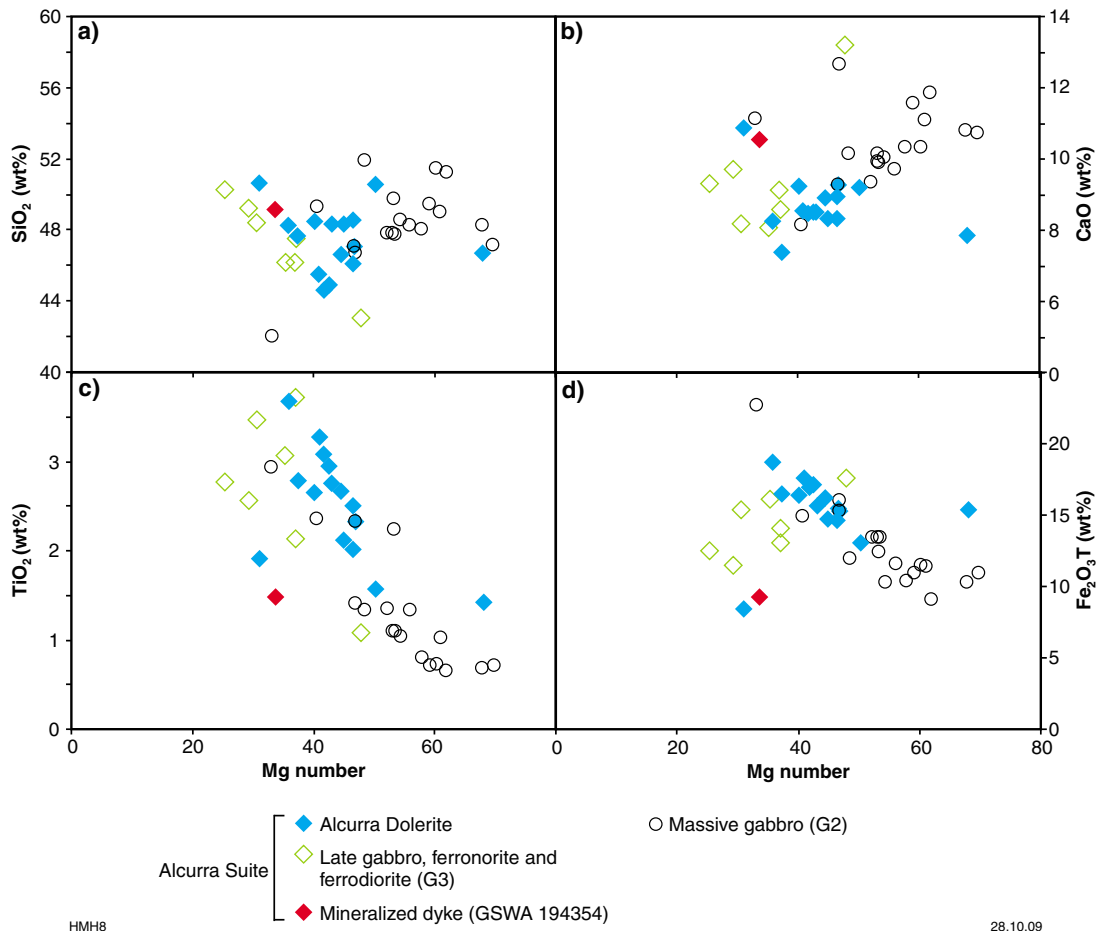 a)
60
56
52
48
44
40
SiO₂ (wt%)
b)
14
12
10
8
6
4
0
CaO (wt%)
c)
3
2
1
0
TiO₂ (wt%)
0
20
40
60
Mg number
d)
20
15
10
5
0
Fe₂O₃T (wt%)
0
20
40
60
80
Mg number
Alcurra Suite
Alcurra Dolerite
Late gabbro, ferronorite and
ferrodiorite (G3)
Mineralized dyke (GSWA 194354)
Massive gabbro (G2)
HMH8
28.10.09